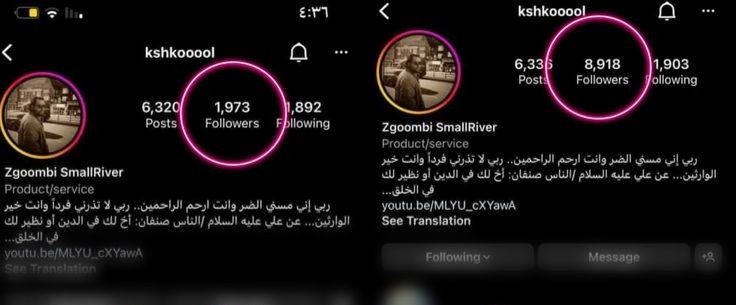 ٤:٣٦
kshkooool
6,320 1,973 1,892
Posts Followers Following
Zgoombi SmallRiver
Product/service
ربي إني مسني الضر وانت ارحم الراحمين.. ربي لا تذرني فرداً وانت خير
الوارثين... عن علي عليه السلام /الناس صنفان: أخ لك في الدين أو نظير لك
في الخلق...
youtu.be/MLYU_cXYawA
See Translation
kshkooool
6,336 8,918 1,903
Posts Followers Following
Zgoombi SmallRiver
Product/service
ربي إني مسني الضر وانت ارحم الراحمين.. ربي لا تذرني فرداً وانت خير
الوارثين... عن علي عليه السلام /الناس صنفان: أخ لك في الدين أو نظير لك
في الخلق...
youtu.be/MLYU_cXYawA
See Translation
Following Message